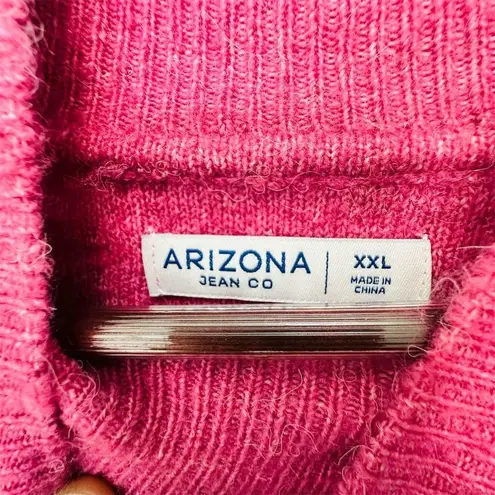 ARIZONA
JEAN CO
XXL
MADE IN
CHINA